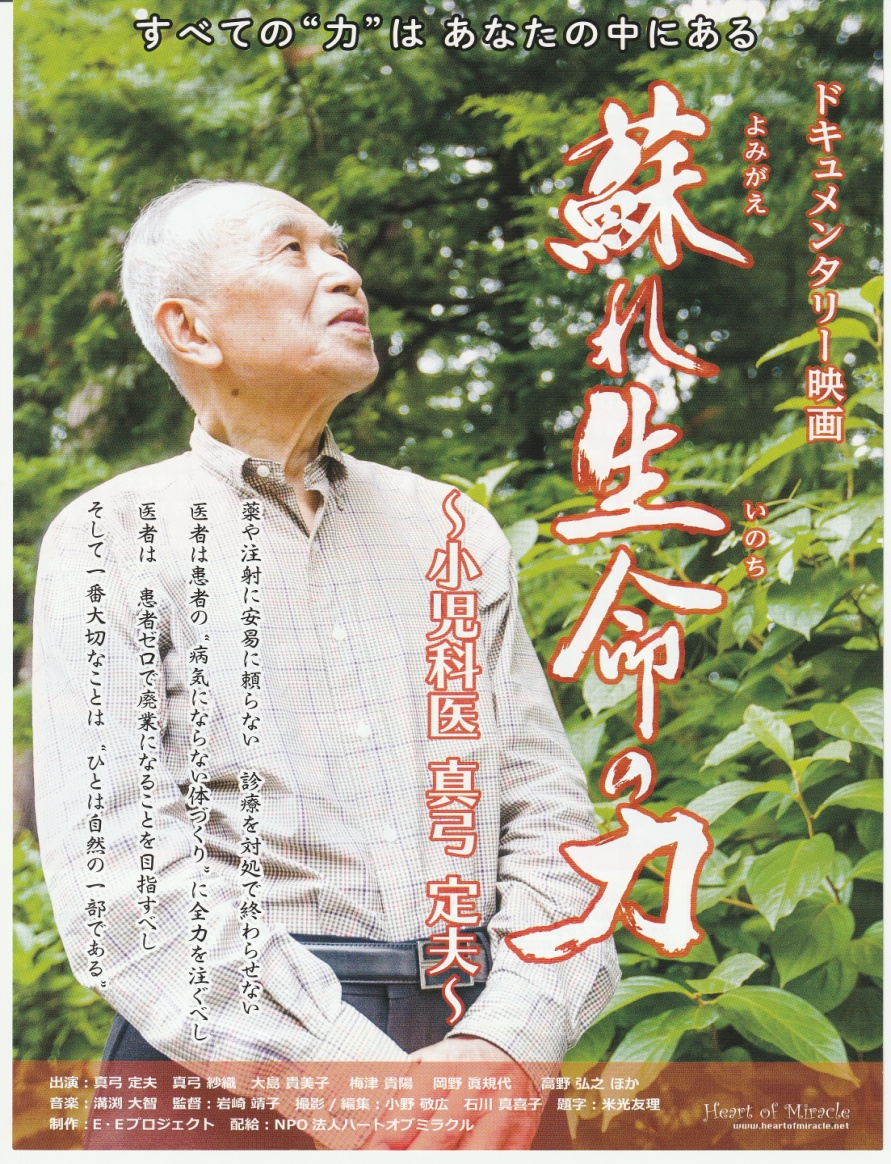 すべての“力”は あなたの中にある
ドキュメンタリー映画
よみがえ
いのち
蘇れ生命の力
〜小児科医 真弓 定夫〜
薬や注射に安易に頼らない 診療を対処で終わらせない
医者は患者の〝病気にならない体づくり〟に全力を注ぐべし
医者は 患者ゼロで廃業になることを目指すべし
そして一番大切なことは 〝ひとは自然の一部である〟
出演：真弓 定夫 真弓 紗織 大島 貴美子 梅津 貴陽 岡野 眞規代 高野 弘之 ほか
音楽：溝渕 大智 監督：岩崎 靖子 撮影 / 編集：小野 敬広 石川 真喜子 題字：米光友理
制作：E・Eプロジェクト 配給：NPO 法人ハートオブミラクル
Heart of Miracle
www.heartofmiracle.net